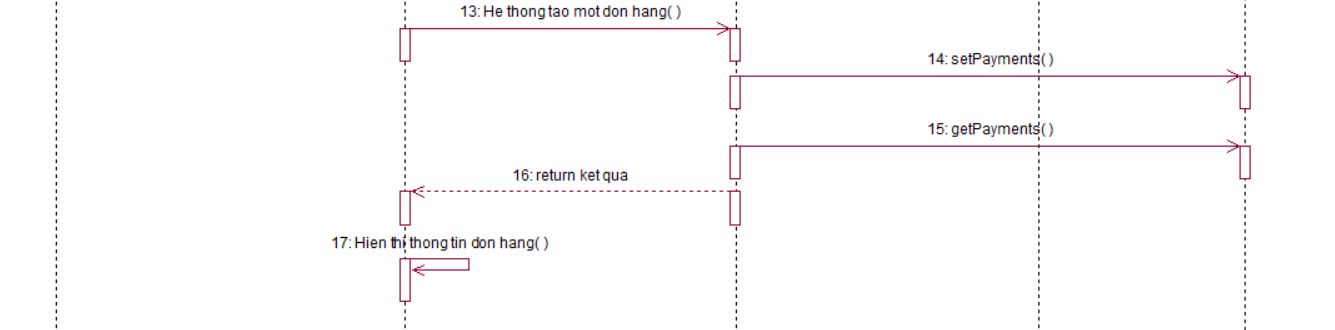 13: He thong tao mot don hang( )
14: setPayments( )
15: getPayments( )
16: return ket qua
17: Hien thi thong tin don hang( )